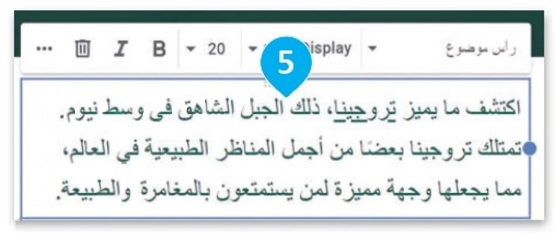 رأس موضوع isplay 20 B I ...
5
اكتشف ما يميز تروجينا، ذلك الجبل الشاهق في وسط نيوم.
تمتلك تروجينا بعضًا من أجمل المناظر الطبيعية في العالم،
مما يجعلها وجهة مميزة لمن يستمتعون بالمغامرة والطبيعة.